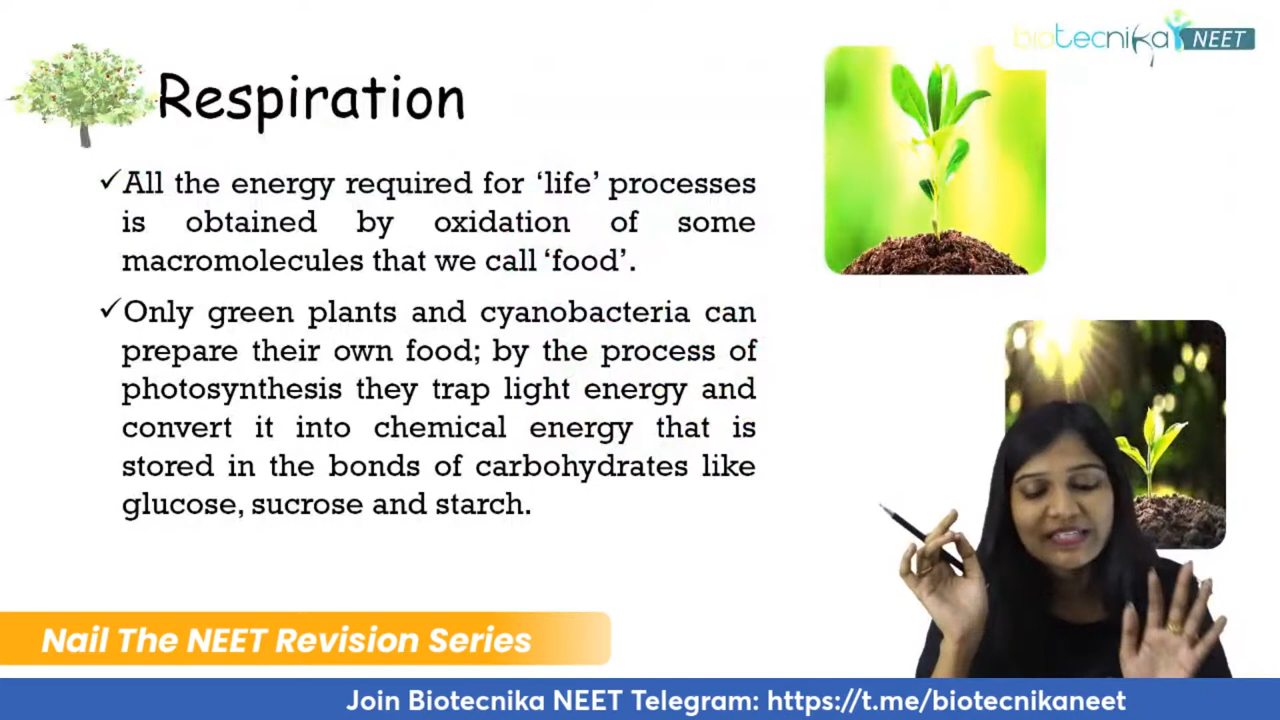 biotecnika NEET
Respiration
✓All the energy required for ‘life’ processes
is obtained by oxidation of some
macromolecules that we call ‘food’.
✓Only green plants and cyanobacteria can
prepare their own food; by the process of
photosynthesis they trap light energy and
convert it into chemical energy that is
stored in the bonds of carbohydrates like
glucose, sucrose and starch.
Nail The NEET Revision Series
Join Biotecnika NEET Telegram: https://t.me/biotecnikaneet